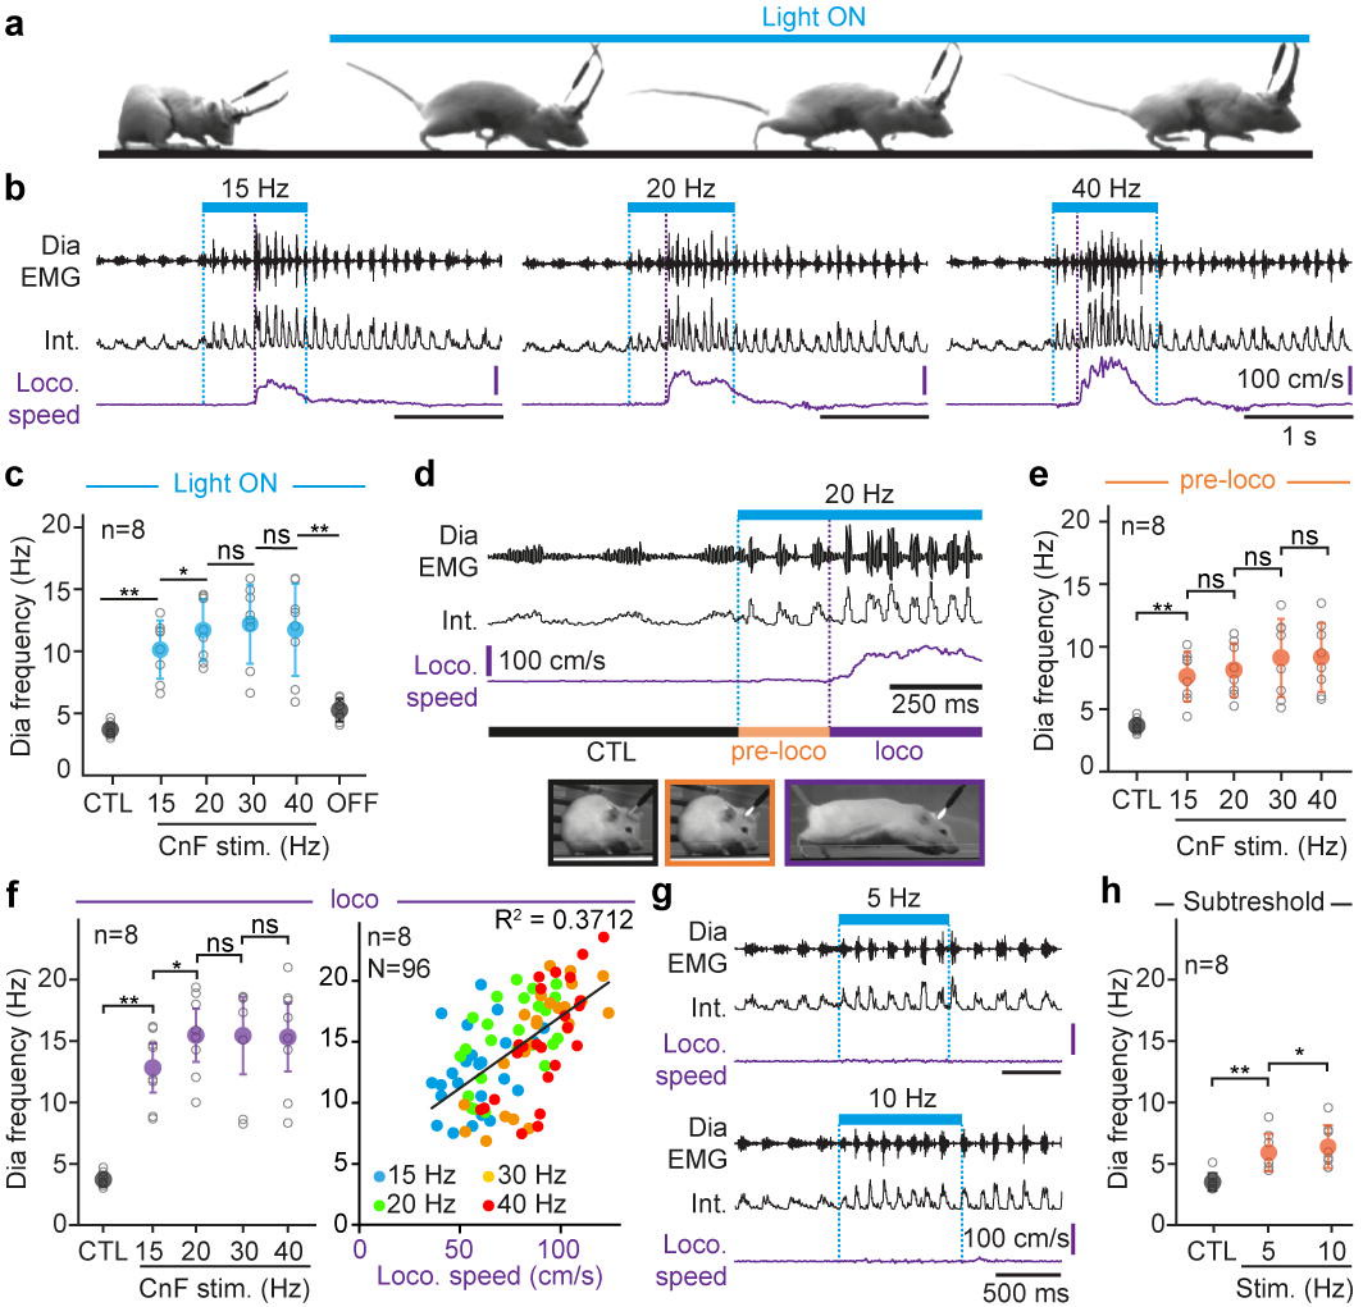 a
Light ON
b
15 Hz
20 Hz
40 Hz
Dia
EMG
Int.
Loco.
speed
100 cm/s
1 s
c
Light ON
n=8
**
*
ns
ns
**
Dia frequency (Hz)
20
15
10
5
0
CTL 15 20 30 40 OFF
CnF stim. (Hz)
d
20 Hz
Dia
EMG
Int.
Loco.
speed
100 cm/s
250 ms
CTL
pre-loco
loco
e
pre-loco
n=8
**
ns
ns
ns
Dia frequency (Hz)
20
15
10
5
0
CTL 15 20 30 40
CnF stim. (Hz)
f
loco
n=8
**
*
ns
ns
Dia frequency (Hz)
20
15
10
5
0
CTL 15 20 30 40
CnF stim. (Hz)
R² = 0.3712
n=8
N=96
20
15
10
5
0
15 Hz
30 Hz
20 Hz
40 Hz
0 50 100
Loco. speed (cm/s)
g
5 Hz
Dia
EMG
Int.
Loco.
speed
10 Hz
Dia
EMG
Int.
Loco.
speed
100 cm/s
500 ms
h
Subtreshold
n=8
**
*
Dia frequency (Hz)
20
15
10
5
0
CTL 5 10
Stim. (Hz)